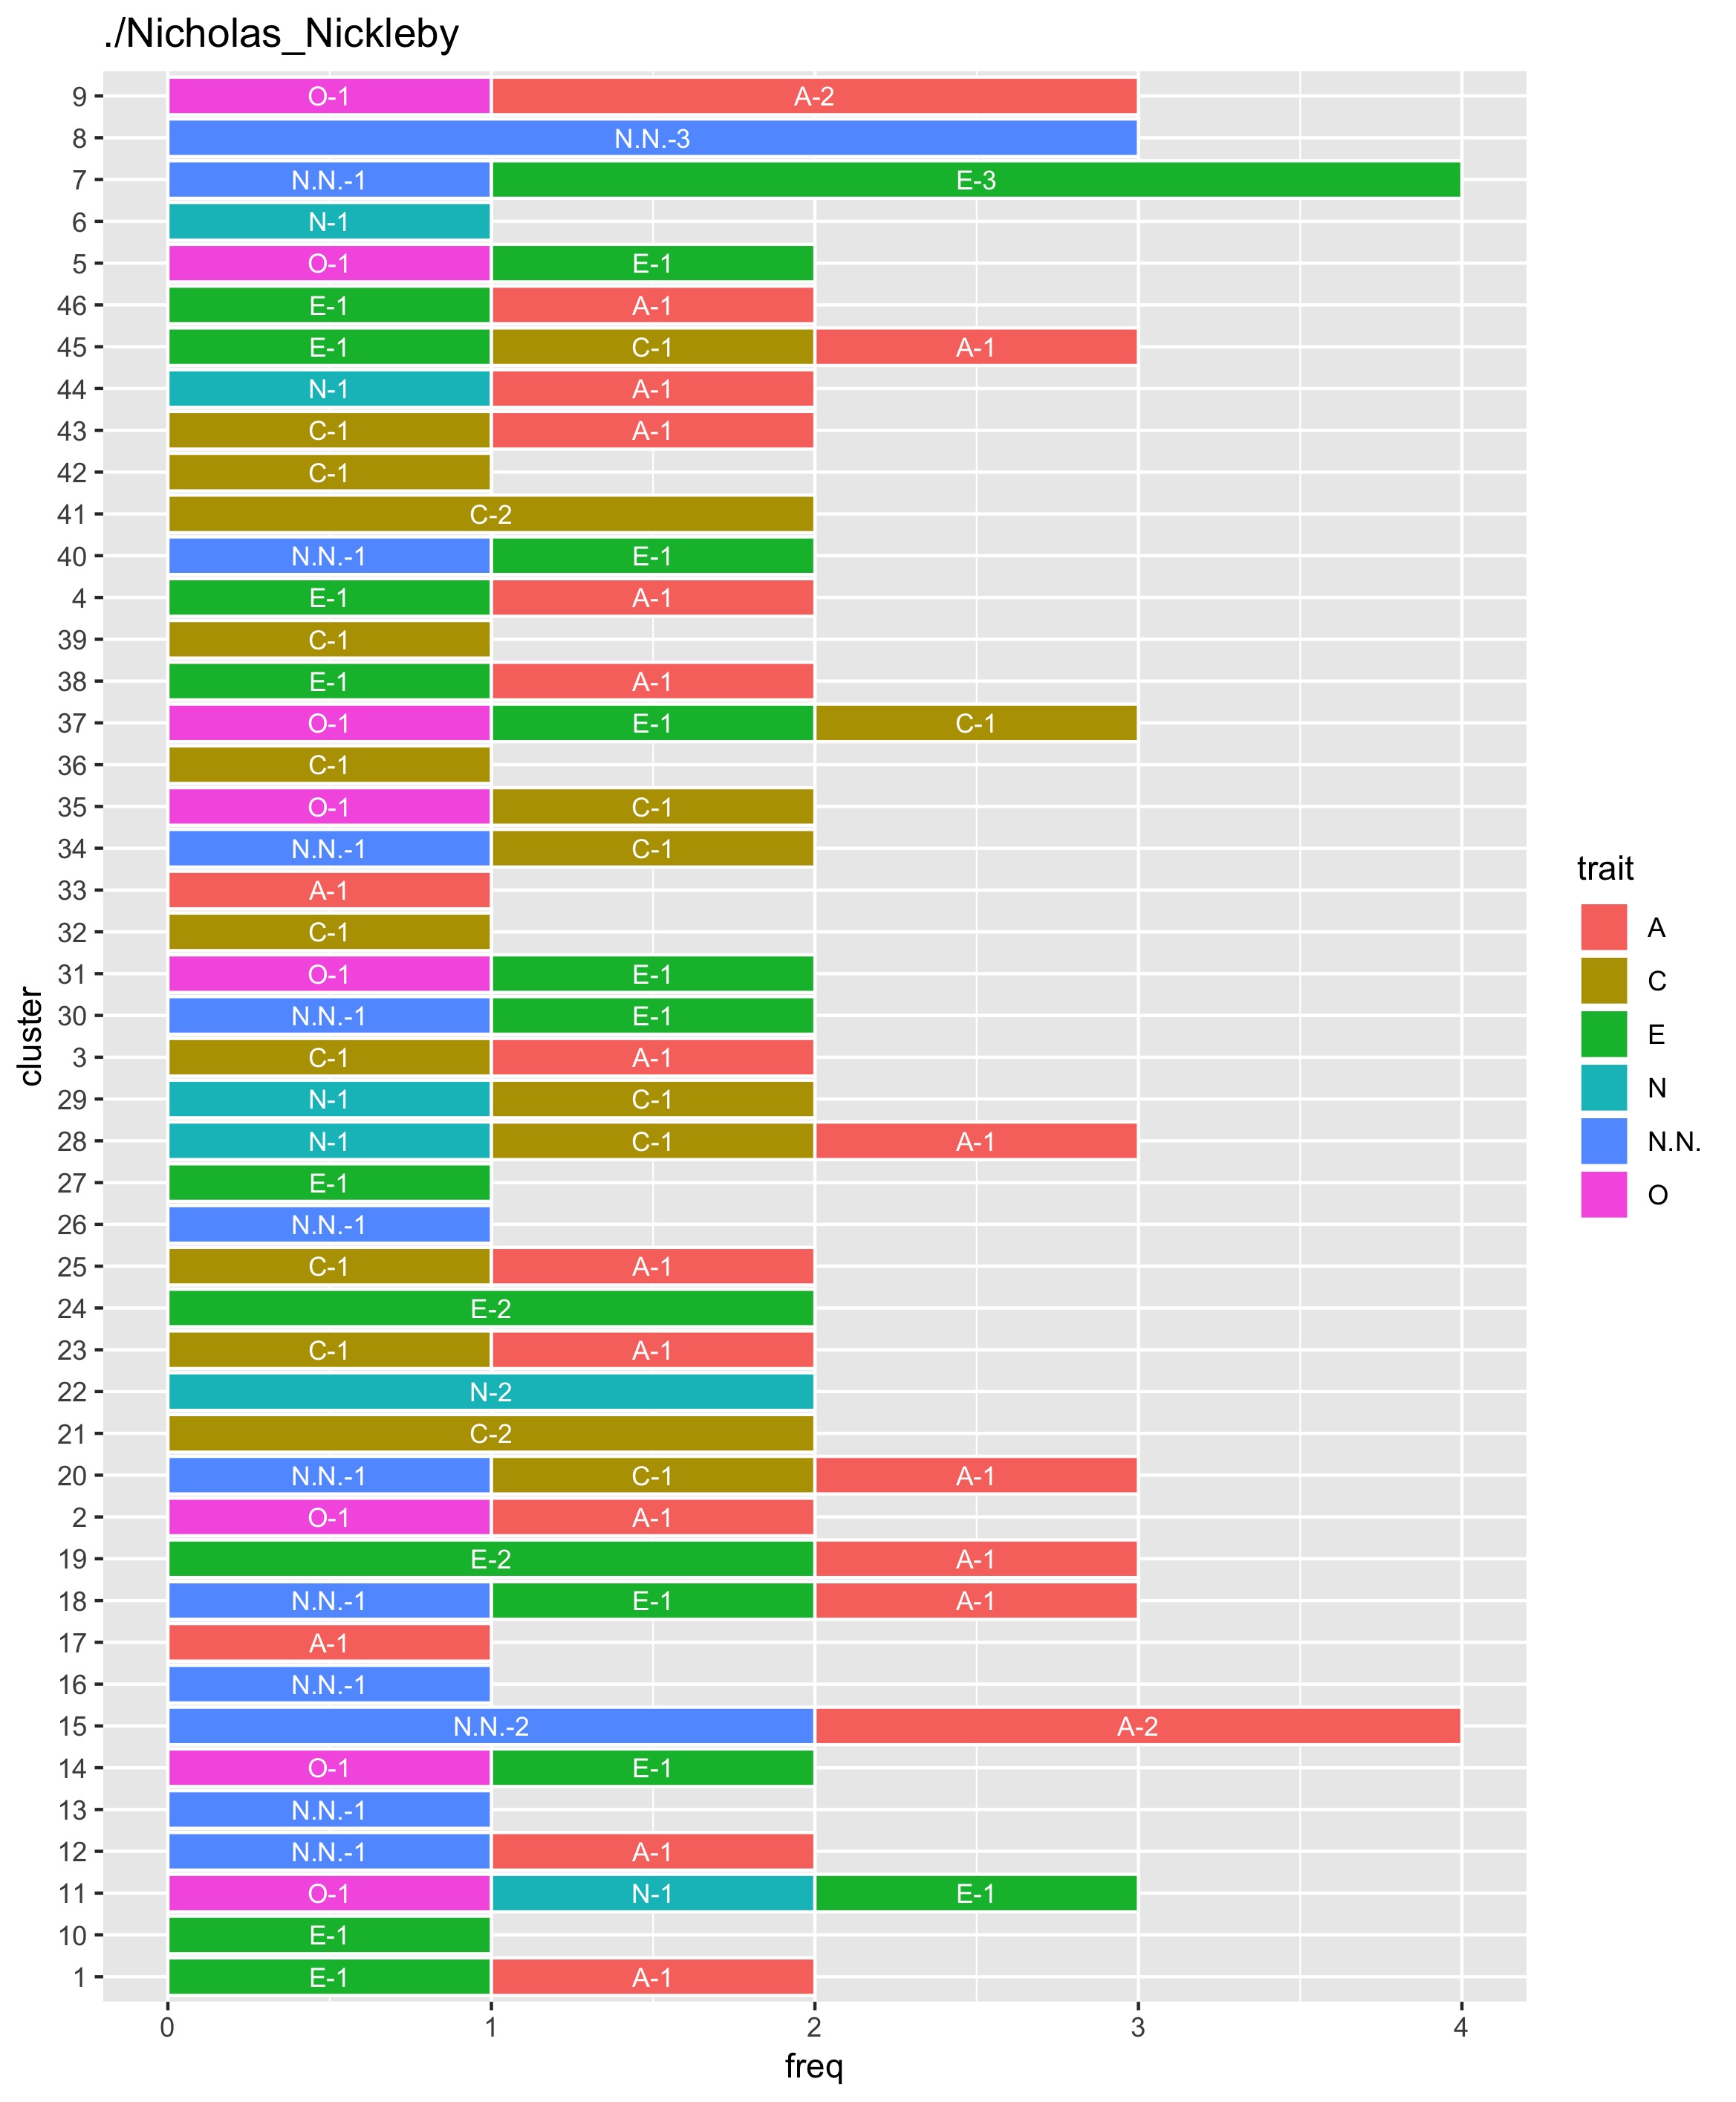 ./Nicholas_Nickleby
9 O-1 A-2
8 N.N.-3
7 N.N.-1 E-3
6 N-1
5 O-1 E-1
46 E-1 A-1
45 E-1 C-1 A-1
44 N-1 A-1
43 C-1 A-1
42 C-1
41 C-2
40 N.N.-1 E-1
4 E-1 A-1
39 C-1
38 E-1 A-1
37 O-1 E-1 C-1
36 C-1
35 O-1 C-1
34 N.N.-1 C-1
33 A-1
32 C-1
31 O-1 E-1
30 N.N.-1 E-1
3 C-1 A-1
29 N-1 C-1
28 N-1 C-1 A-1
27 E-1
26 N.N.-1
25 C-1 A-1
24 E-2
23 C-1 A-1
22 N-2
21 C-2
20 N.N.-1 C-1 A-1
2 O-1 A-1
19 E-2 A-1
18 N.N.-1 E-1 A-1
17 A-1
16 N.N.-1
15 N.N.-2 A-2
14 O-1 E-1
13 N.N.-1
12 N.N.-1 A-1
11 O-1 N-1 E-1
10 E-1
1 E-1 A-1
0 1 2 3 4
freq
cluster
trait
A
C
E
N
N.N.
O